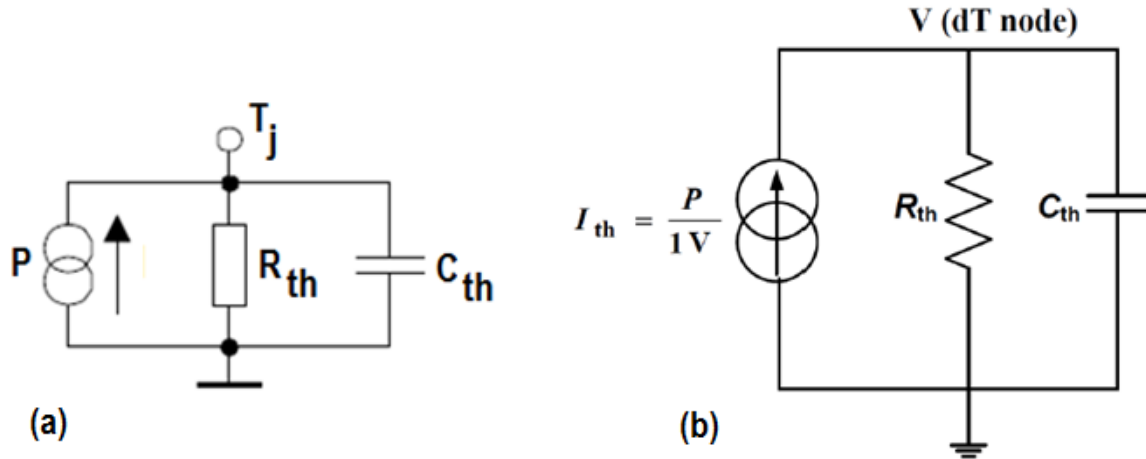 T_j
P
R_th
C_th
(a)
V (dT node)
I_th = P / 1 V
R_th
C_th
(b)